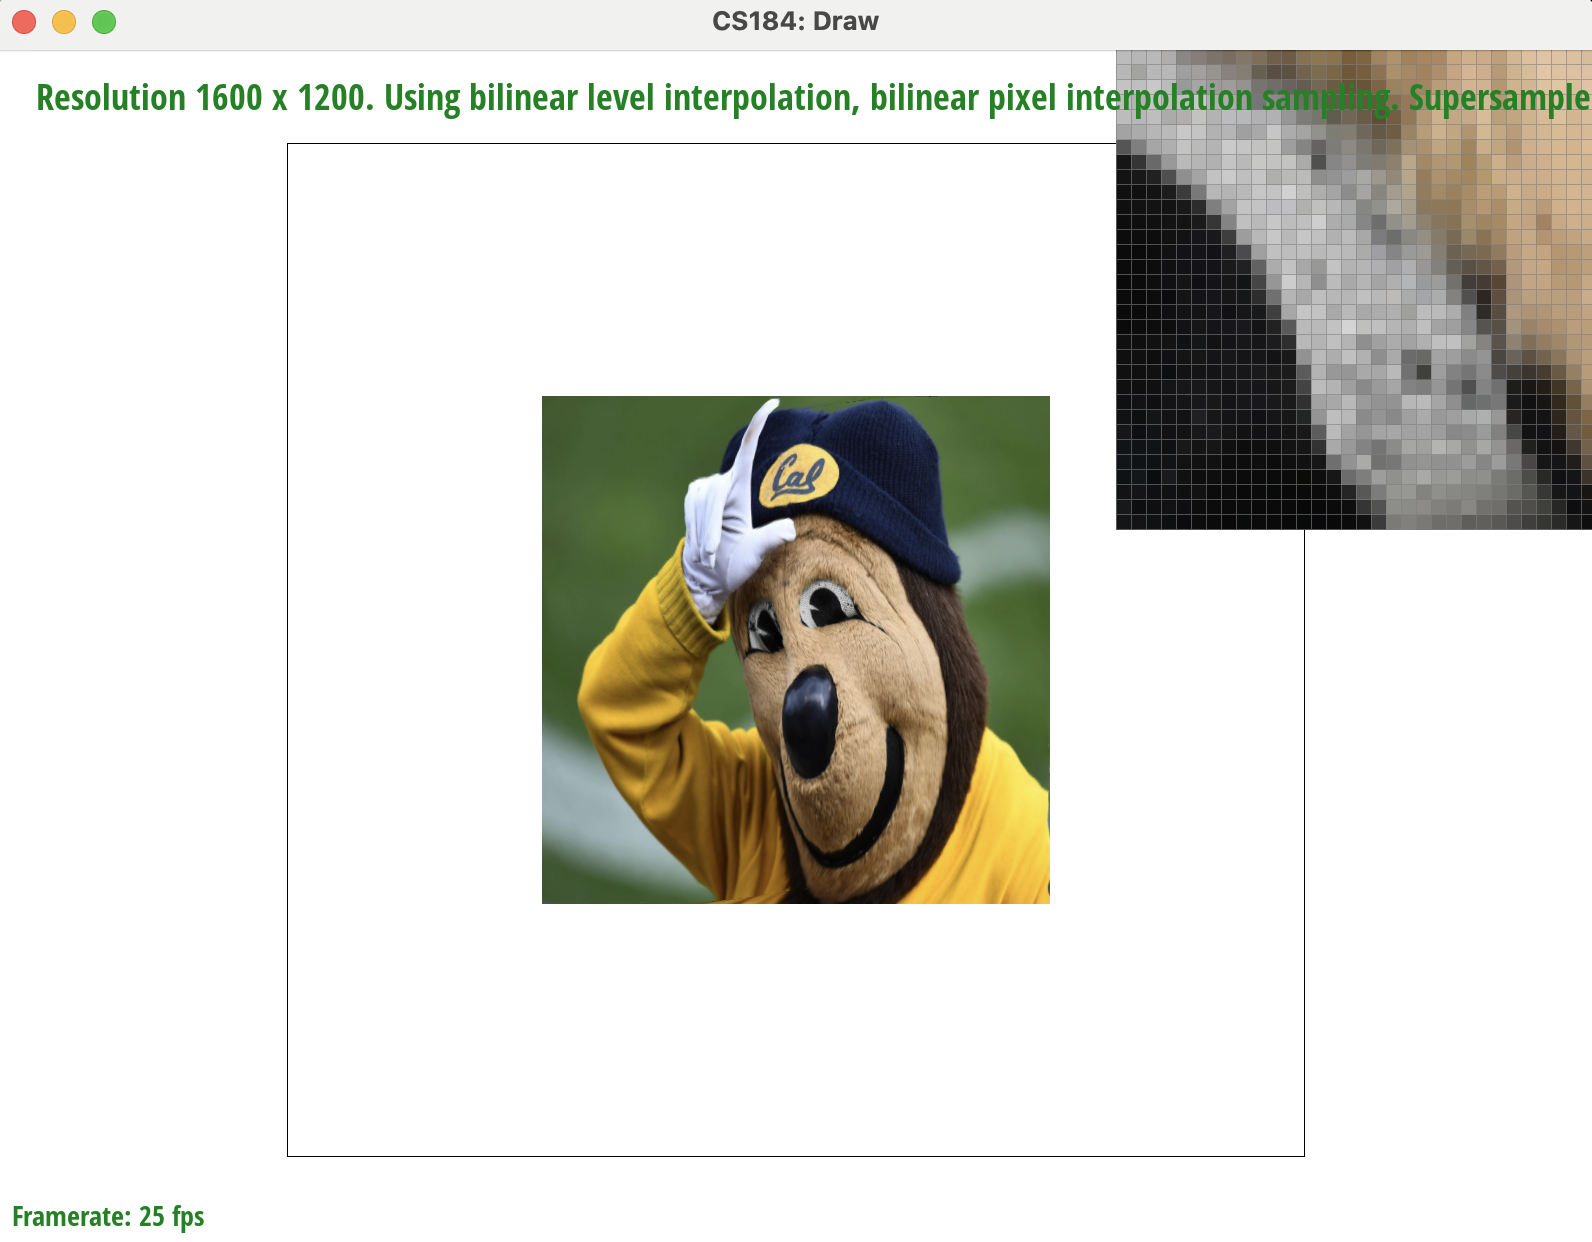 CS184: Draw
Resolution 1600 x 1200. Using bilinear level interpolation, bilinear pixel interpolation sampling. Supersample
Cal
Framerate: 25 fps